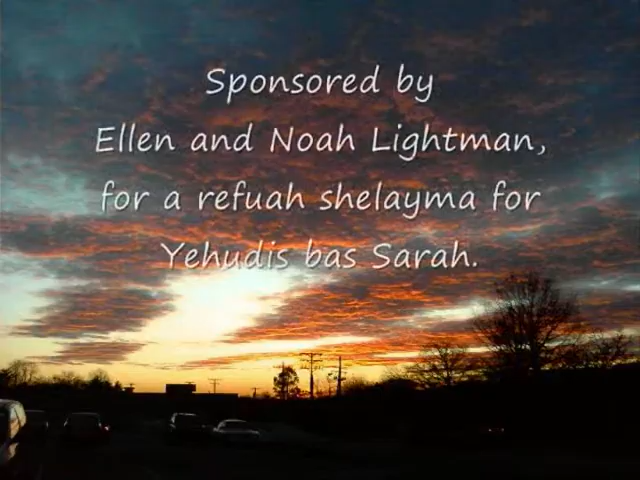 Sponsored by
Ellen and Noah Lightman,
for a refuah shelayma for
Yehudis bas Sarah.